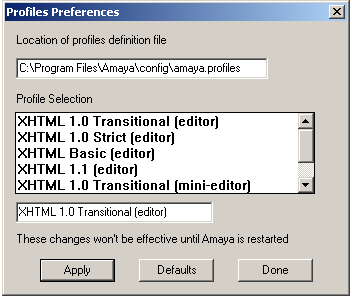 Profiles Preferences
Location of profiles definition file
C:\Program Files\Amaya\config\amaya.profiles
Profile Selection
XHTML 1.0 Transitional (editor)
XHTML 1.0 Strict (editor)
XHTML Basic (editor)
XHTML 1.1 (editor)
XHTML 1.0 Transitional (mini-editor)
XHTML 1.0 Transitional (editor)
These changes won't be effective until Amaya is restarted
Apply Defaults Done